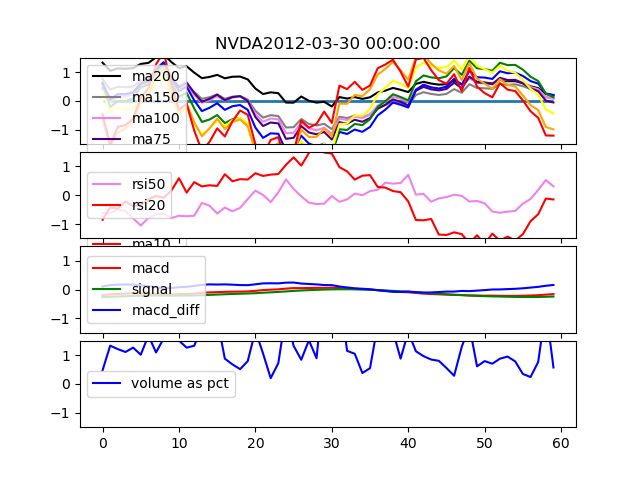 NVDA2012-03-30 00:00:00
1
0
−1
ma200
ma150
ma100
ma75
1
0
−1
rsi50
rsi20
ma10
1
0
−1
macd
signal
macd_diff
1
0
−1
volume as pct
0 10 20 30 40 50 60